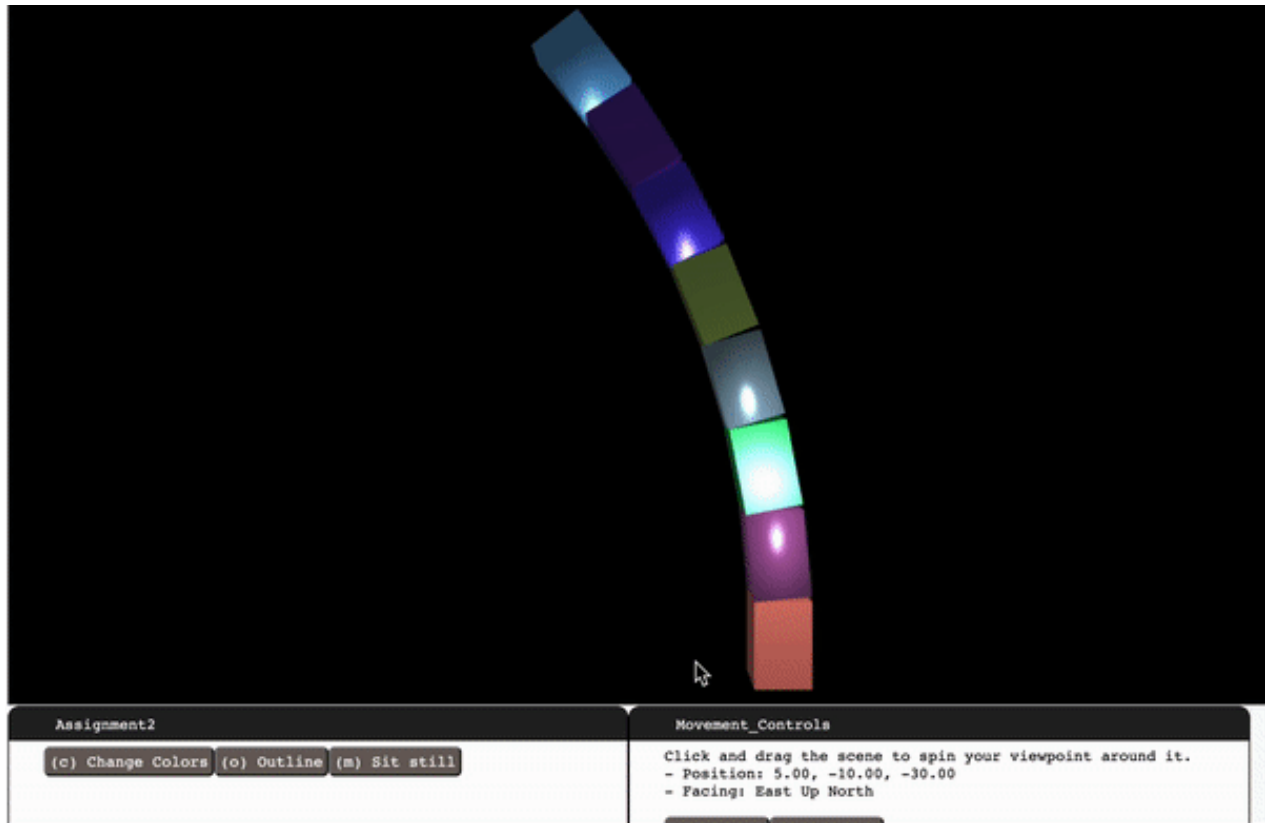 Assignment2
(c) Change Colors (o) Outline (m) Sit still
Movement_Controls
Click and drag the scene to spin your viewpoint around it.
- Position: 5.00, -10.00, -30.00
- Facing: East Up North